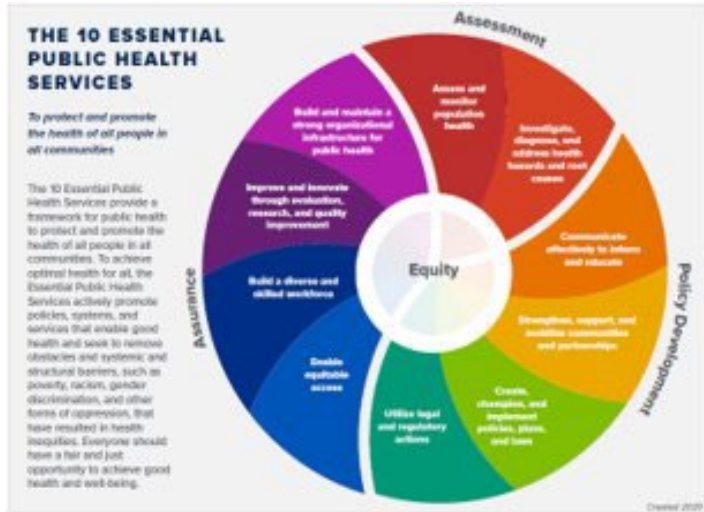 THE 10 ESSENTIAL
PUBLIC HEALTH
SERVICES
To protect and promote
the health of all people in
all communities
The 10 Essential Public
Health Services provide a
framework for public health
to protect and promote the
health of all people in all
communities. To achieve
optimal health for all, the
Essential Public Health
Services actively promote
policies, systems, and
services that enable good
health and seek to remove
obstacles and systemic and
structural barriers, such as
poverty, racism, gender
discrimination, and other
forms of oppression, that
have resulted in health
inequities. Everyone should
have a fair and just
opportunity to achieve good
health and well-being.
Assessment
Assess and
monitor
population
health
Investigate,
diagnose, and
address health
hazards and root
causes
Policy Development
Communicate
effectively to inform
and educate
Strengthen, support, and
mobilize communities
and partnerships
Create,
champion, and
implement
policies, plans,
and laws
Utilize legal
and regulatory
actions
Assurance
Enable
equitable
access
Build a diverse and
skilled workforce
Improve and innovate
through evaluation,
research, and quality
improvement
Build and maintain a
strong organizational
infrastructure for
public health
Equity
Created 2020